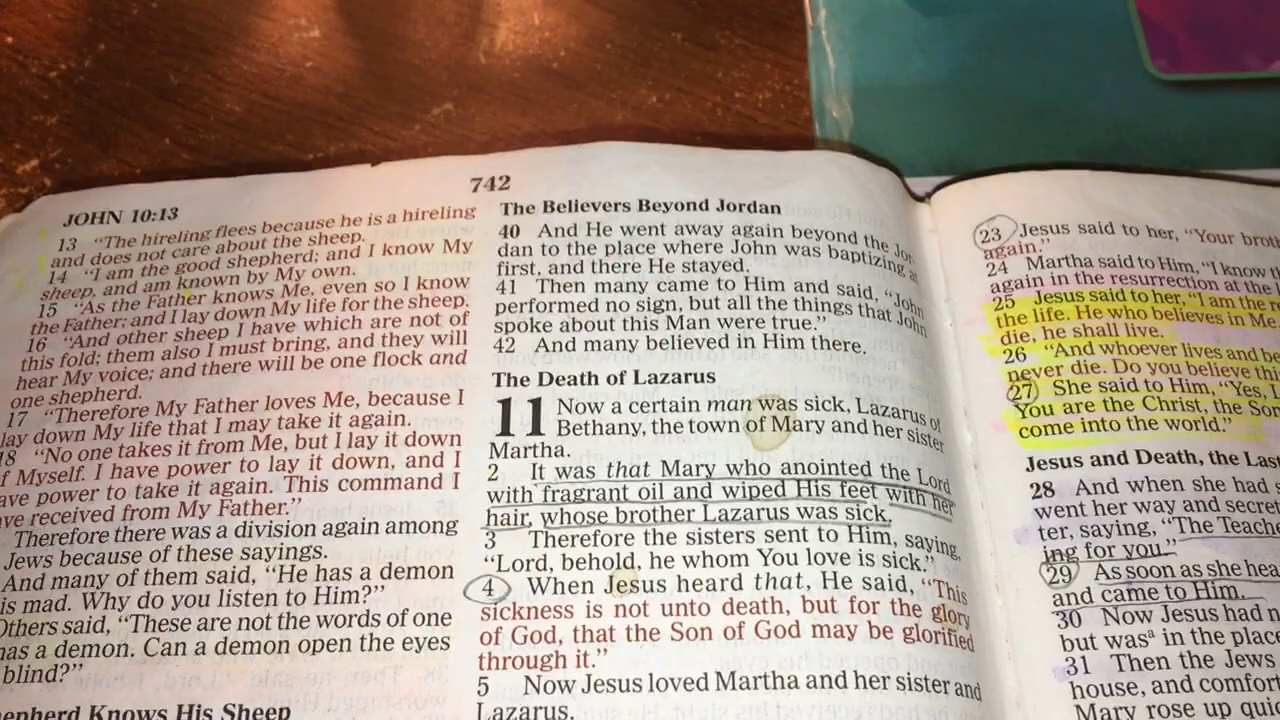 742
JOHN 10:13
13 "The hireling flees because he is a hireling
and does not care about the sheep.
14 "I am the good shepherd; and I know My
sheep, and am known by My own.
15 "As the Father knows Me, even so I know
the Father; and I lay down My life for the sheep.
16 "And other sheep I have which are not of
this fold; them also I must bring, and they will
hear My voice; and there will be one flock and
one shepherd.
17 "Therefore My Father loves Me, because I
lay down My life that I may take it again.
18 "No one takes it from Me, but I lay it down
of Myself. I have power to lay it down, and I
have power to take it again. This command I
have received from My Father."
Therefore there was a division again among
Jews because of these sayings.
And many of them said, "He has a demon
is mad. Why do you listen to Him?"
Others said, "These are not the words of one
has a demon. Can a demon open the eyes
blind?"
Shepherd Knows His Sheep
The Believers Beyond Jordan
40 And He went away again beyond the Jor-
dan to the place where John was baptizing at
first, and there He stayed.
41 Then many came to Him and said, "John
performed no sign, but all the things that John
spoke about this Man were true."
42 And many believed in Him there.
The Death of Lazarus
11 Now a certain man was sick, Lazarus of
Bethany, the town of Mary and her sister
Martha.
2 It was that Mary who anointed the Lord
with fragrant oil and wiped His feet with her
hair, whose brother Lazarus was sick.
3 Therefore the sisters sent to Him, saying,
"Lord, behold, he whom You love is sick."
4 When Jesus heard that, He said, "This
sickness is not unto death, but for the glory
of God, that the Son of God may be glorified
through it."
5 Now Jesus loved Martha and her sister and
Lazarus.
23 Jesus said to her, "Your brot
again."
24 Martha said to Him, "I know th
again in the resurrection at the l
25 Jesus said to her, "I am the r
the life. He who believes in Me
die, he shall live.
26 "And whoever lives and be
never die. Do you believe thi
27 She said to Him, "Yes, L
You are the Christ, the Son
come into the world."
Jesus and Death, the Last
28 And when she had s
went her way and secret
ter, saying, "The Teach
ing for you."
29 As soon as she hea
and came to Him.
30 Now Jesus had n
but wasª in the place
31 Then the Jews
house, and comfort
Mary rose up quic